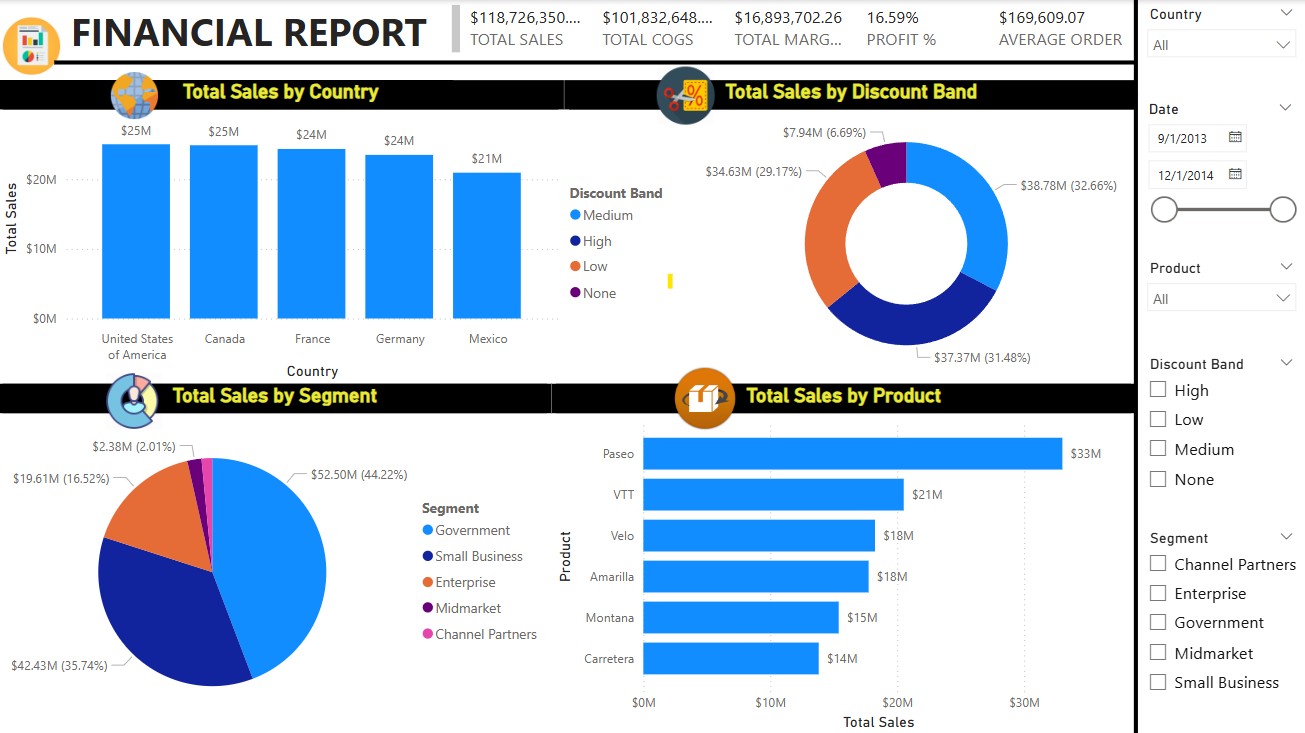 FINANCIAL REPORT
$118,726,350....
TOTAL SALES
$101,832,648....
TOTAL COGS
$16,893,702.26
TOTAL MARG...
16.59%
PROFIT %
$169,609.07
AVERAGE ORDER
Total Sales by Country
Total Sales
$20M
$10M
$0M
$25M
$25M
$24M
$24M
$21M
United States
of America
Canada
France
Germany
Mexico
Country
Total Sales by Discount Band
Discount Band
Medium
High
Low
None
$7.94M (6.69%)
$34.63M (29.17%)
$38.78M (32.66%)
$37.37M (31.48%)
Total Sales by Segment
$2.38M (2.01%)
$19.61M (16.52%)
$52.50M (44.22%)
$42.43M (35.74%)
Segment
Government
Small Business
Enterprise
Midmarket
Channel Partners
Total Sales by Product
Product
Paseo
$33M
VTT
$21M
Velo
$18M
Amarilla
$18M
Montana
$15M
Carretera
$14M
$0M
$10M
$20M
$30M
Total Sales
Country
All
Date
9/1/2013
12/1/2014
Product
All
Discount Band
High
Low
Medium
None
Segment
Channel Partners
Enterprise
Government
Midmarket
Small Business